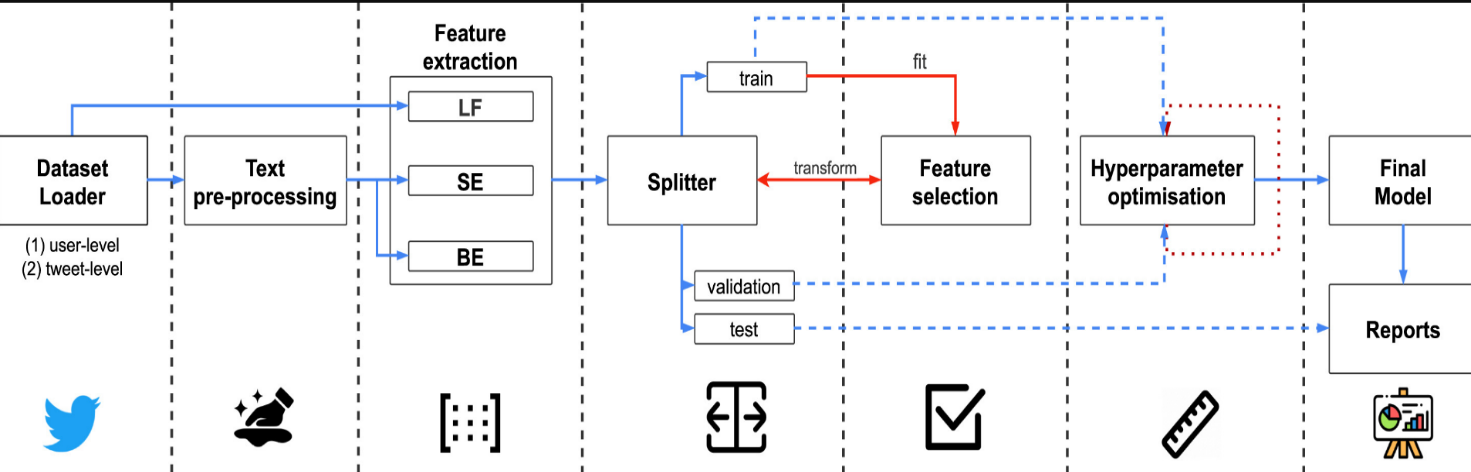 Dataset
Loader
(1) user-level
(2) tweet-level
Text
pre-processing
Feature
extraction
LF
SE
BE
Splitter
train
validation
test
fit
transform
Feature
selection
Hyperparameter
optimisation
Final
Model
Reports